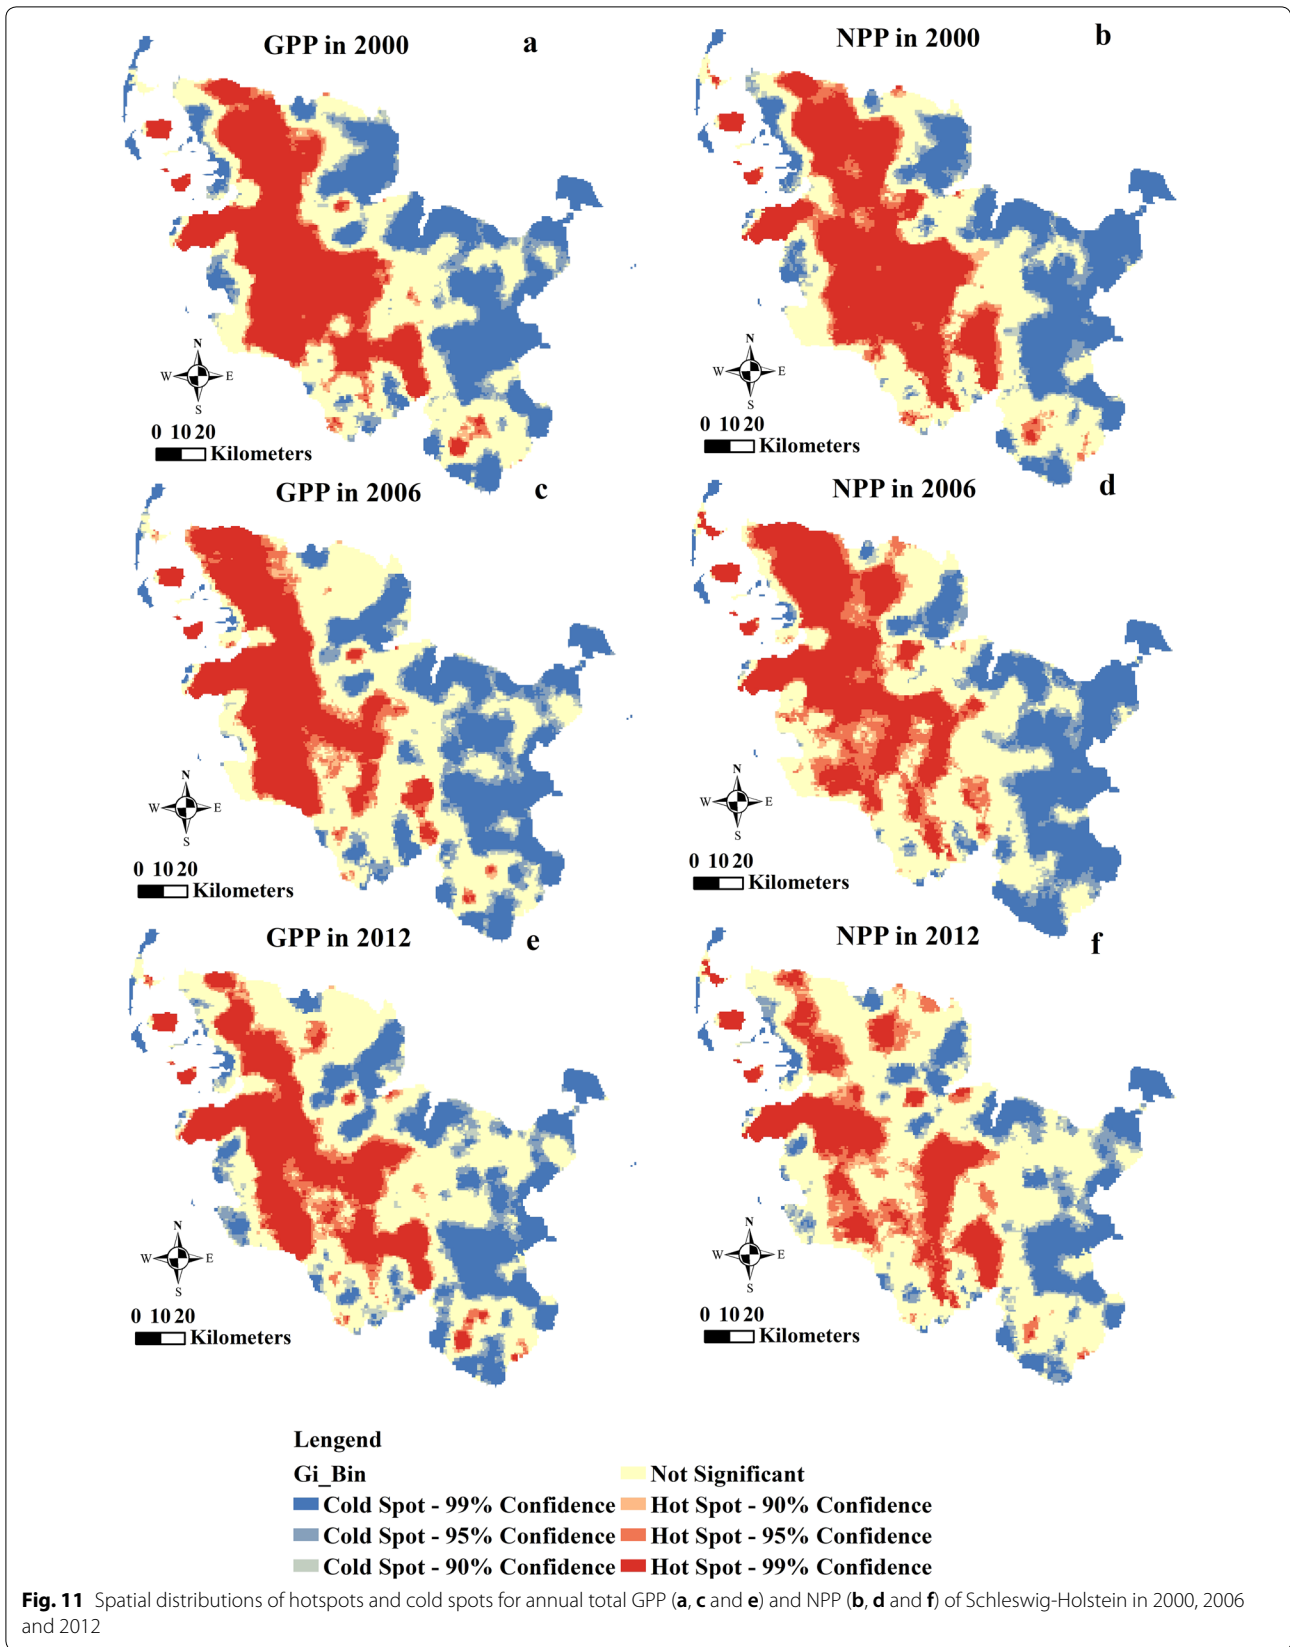 GPP in 2000
a
NPP in 2000
b
N
W E
S
0 10 20
Kilometers
N
W E
S
0 10 20
Kilometers
GPP in 2006
c
NPP in 2006
d
N
W E
S
0 10 20
Kilometers
N
W E
S
0 10 20
Kilometers
GPP in 2012
e
NPP in 2012
f
N
W E
S
0 10 20
Kilometers
N
W E
S
0 10 20
Kilometers
Lengend
Gi_Bin
Not Significant
Cold Spot - 99% Confidence
Hot Spot - 90% Confidence
Cold Spot - 95% Confidence
Hot Spot - 95% Confidence
Cold Spot - 90% Confidence
Hot Spot - 99% Confidence
Fig. 11 Spatial distributions of hotspots and cold spots for annual total GPP (a, c and e) and NPP (b, d and f) of Schleswig-Holstein in 2000, 2006
and 2012